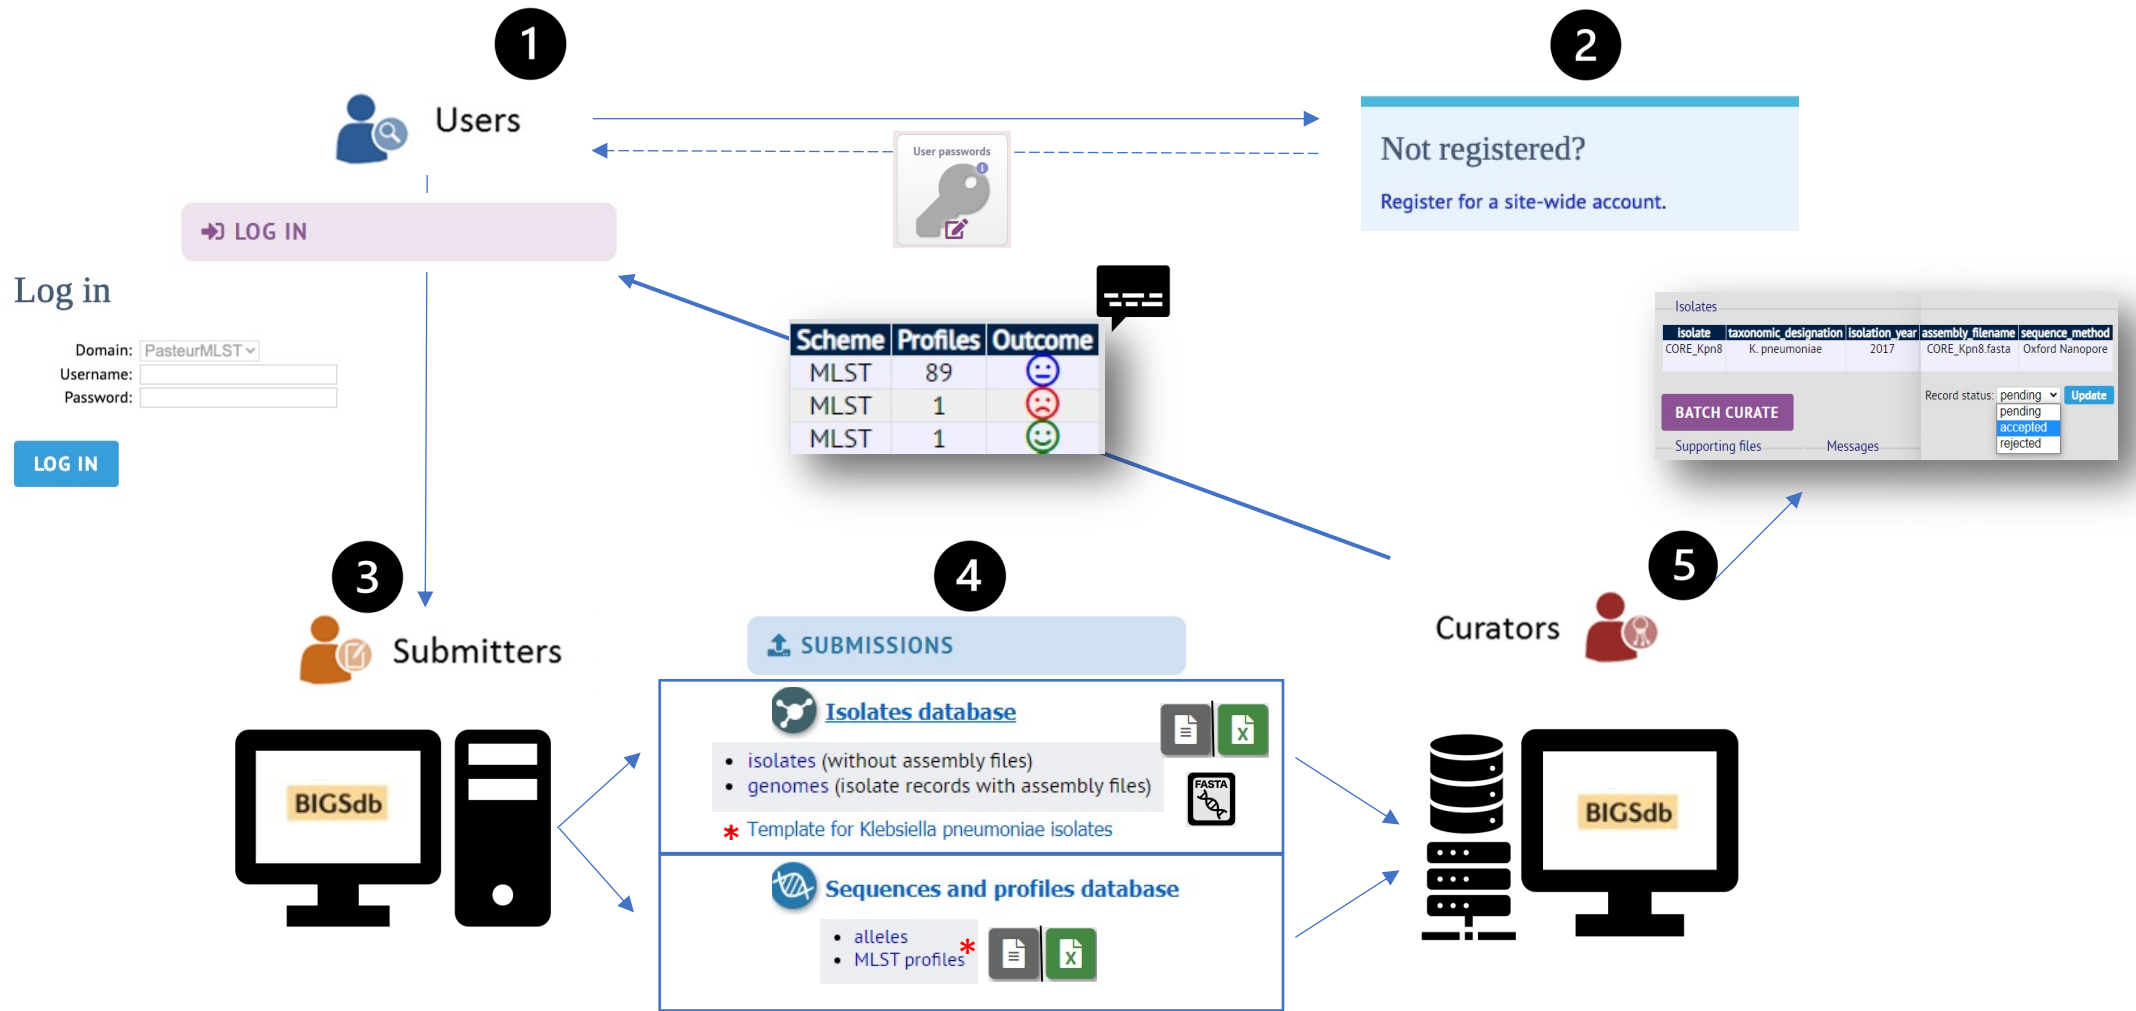 1
2
Users
User passwords
i
Not registered?
Register for a site-wide account.
LOG IN
Log in
Domain: PasteurMLST
Username:
Password:
LOG IN
Scheme Profiles Outcome
MLST 89
MLST 1
MLST 1
Isolates
isolate taxonomic_designation isolation_year assembly_filename sequence_method
CORE_Kpn8 K. pneumoniae 2017 CORE_Kpn8.fasta Oxford Nanopore
Record status: pending Update
pending
accepted
rejected
BATCH CURATE
Supporting files Messages
3
4
5
Submitters
SUBMISSIONS
Curators
BIGSdb
Isolates database
X
• isolates (without assembly files)
• genomes (isolate records with assembly files)
FASTA
* Template for Klebsiella pneumoniae isolates
Sequences and profiles database
• alleles
• MLST profiles*
X
BIGSdb